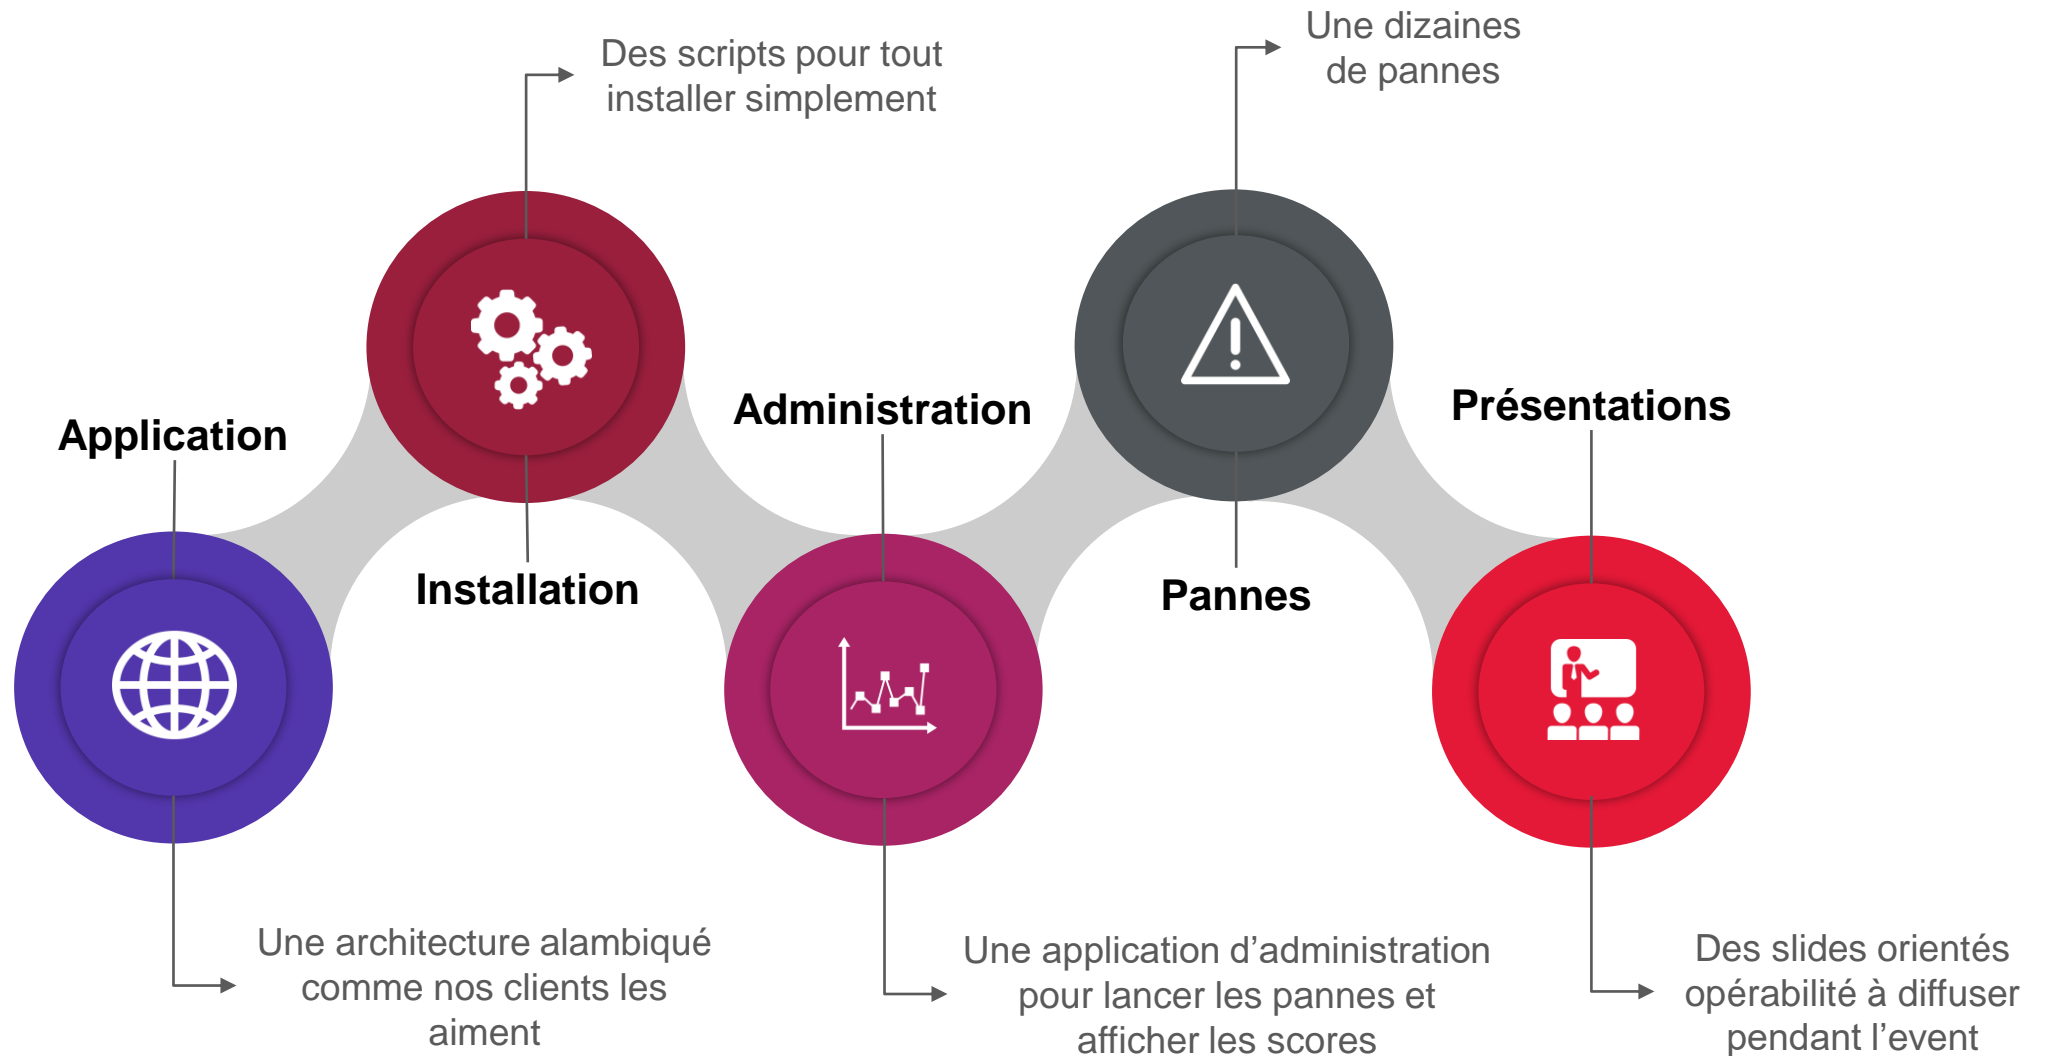 Application
Une architecture alambiqué
comme nos clients les
aiment
Des scripts pour tout
installer simplement
Installation
Administration
Une application d’administration
pour lancer les pannes et
afficher les scores
Une dizaines
de pannes
Pannes
Présentations
Des slides orientés
opérabilité à diffuser
pendant l’event